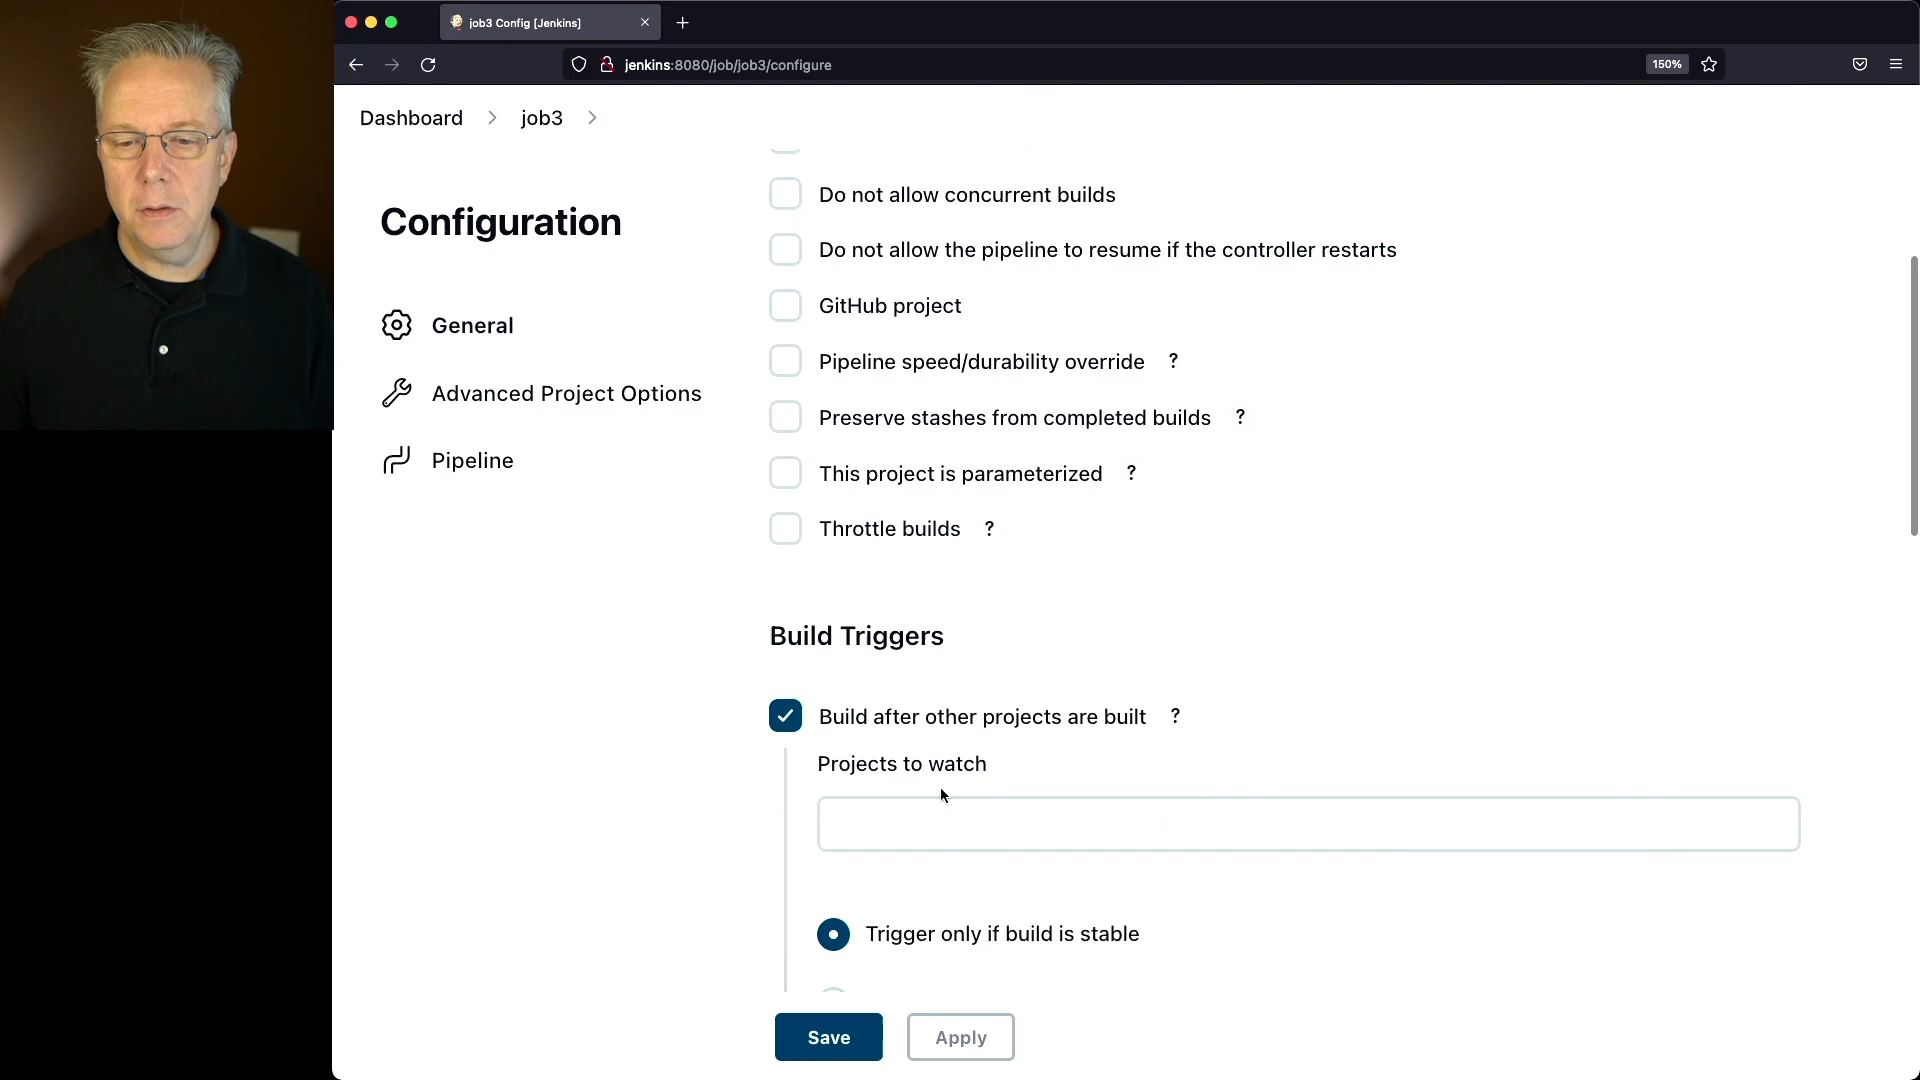 job3 Config [Jenkins]
jenkins:8080/job/job3/configure
150%
Dashboard
job3
Configuration
General
Advanced Project Options
Pipeline
Do not allow concurrent builds
Do not allow the pipeline to resume if the controller restarts
GitHub project
Pipeline speed/durability override ?
Preserve stashes from completed builds ?
This project is parameterized ?
Throttle builds ?
Build Triggers
Build after other projects are built ?
Projects to watch
Trigger only if build is stable
Save
Apply